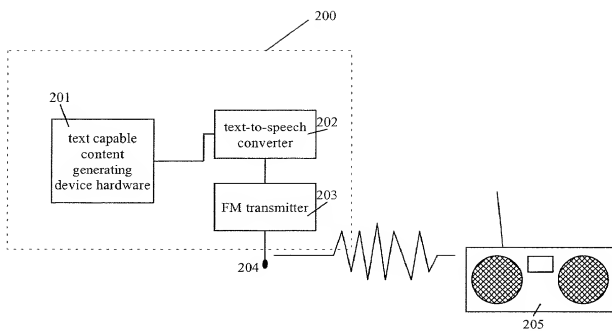 200
201
text capable
content
generating
device hardware
text-to-speech 202
converter
203
FM transmitter
204
205